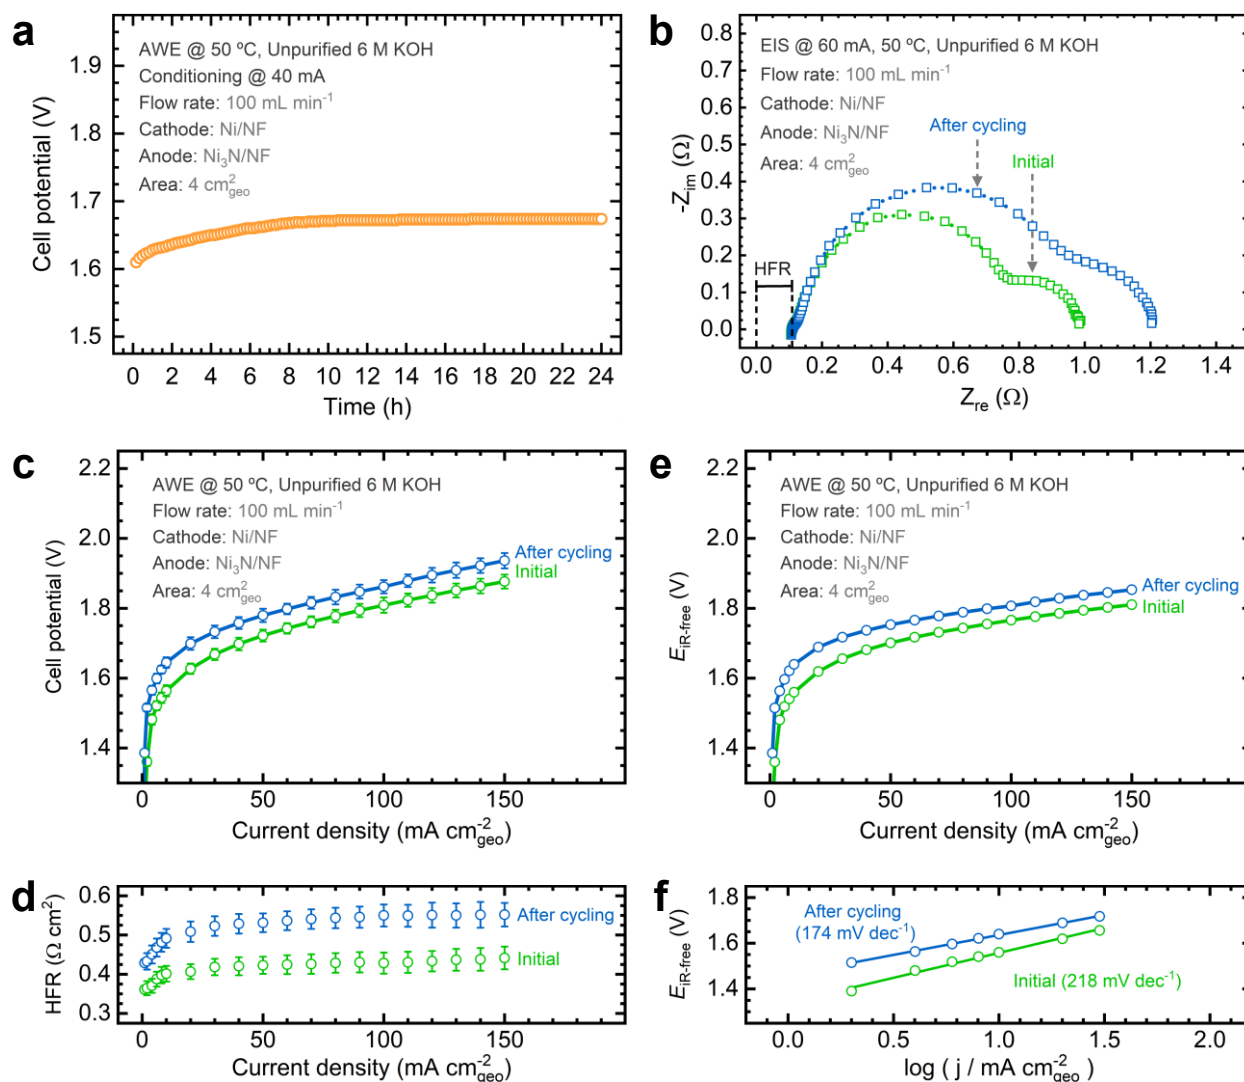 a
AWE @ 50 ºC, Unpurified 6 M KOH
Conditioning @ 40 mA
Flow rate: 100 mL min⁻¹
Cathode: Ni/NF
Anode: Ni₃N/NF
Area: 4 cm²geo
Cell potential (V)
1.9
1.8
1.7
1.6
1.5
0 2 4 6 8 10 12 14 16 18 20 22 24
Time (h)
b
EIS @ 60 mA, 50 ºC, Unpurified 6 M KOH
Flow rate: 100 mL min⁻¹
Cathode: Ni/NF
Anode: Ni₃N/NF
Area: 4 cm²geo
After cycling
Initial
HFR
-Zim (Ω)
0.8
0.7
0.6
0.5
0.4
0.3
0.2
0.1
0.0
0.0 0.2 0.4 0.6 0.8 1.0 1.2 1.4
Zre (Ω)
c
AWE @ 50 ºC, Unpurified 6 M KOH
Flow rate: 100 mL min⁻¹
Cathode: Ni/NF
Anode: Ni₃N/NF
Area: 4 cm²geo
After cycling
Initial
Cell potential (V)
2.2
2.0
1.8
1.6
1.4
0 50 100 150
Current density (mA cm⁻²geo)
e
AWE @ 50 ºC, Unpurified 6 M KOH
Flow rate: 100 mL min⁻¹
Cathode: Ni/NF
Anode: Ni₃N/NF
Area: 4 cm²geo
After cycling
Initial
EiR-free (V)
2.2
2.0
1.8
1.6
1.4
0 50 100 150
Current density (mA cm⁻²geo)
d
HFR (Ω cm²)
0.6
0.5
0.4
0.3
After cycling
Initial
0 50 100 150
Current density (mA cm⁻²geo)
f
EiR-free (V)
1.8
1.6
1.4
After cycling
(174 mV dec⁻¹)
Initial (218 mV dec⁻¹)
0.0 0.5 1.0 1.5 2.0
log ( j / mA cm⁻²geo )